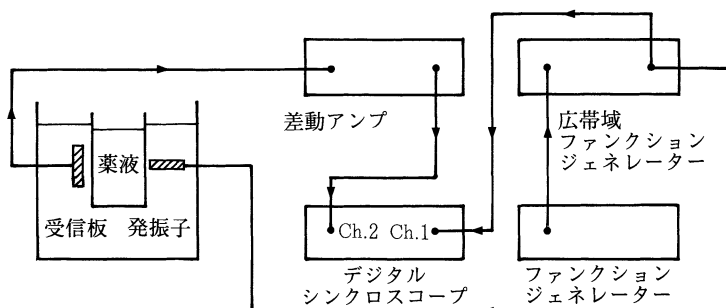 差動アンプ
広帯域
ファンクション
ジェネレーター
薬液
受信板 発振子
Ch.2 Ch.1
デジタル
シンクロスコープ
ファンクション
ジェネレーター